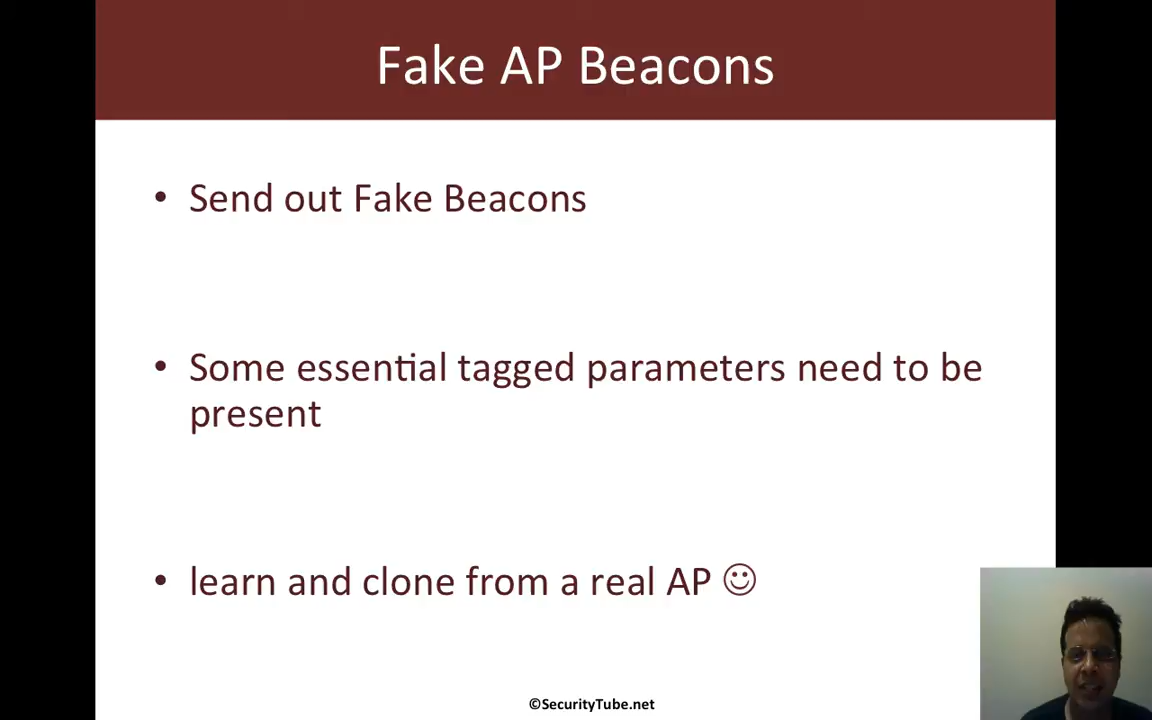 Fake AP Beacons
• Send out Fake Beacons
• Some essential tagged parameters need to be
present
• learn and clone from a real AP ☺
©SecurityTube.net